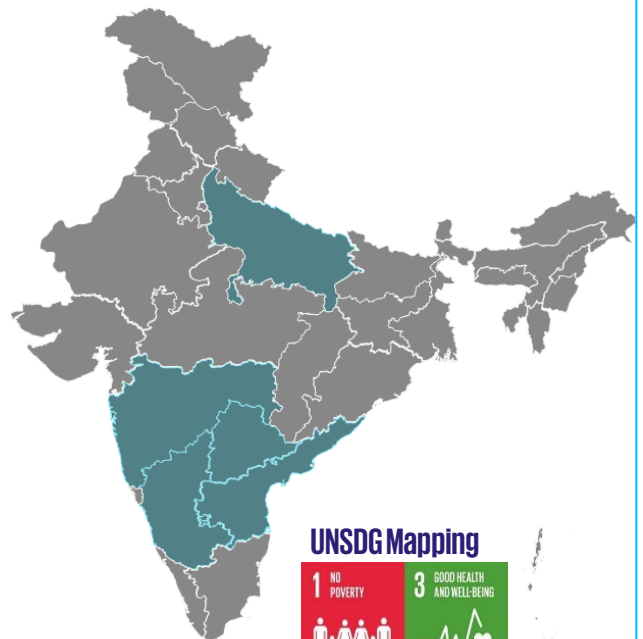 UNSDG Mapping
1 NO
POVERTY
3 GOOD HEALTH
AND WELL-BEING